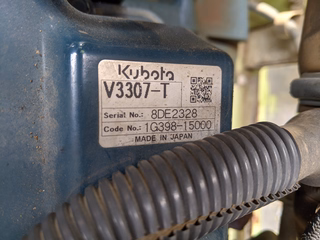 Kubota
V3307-T
Serial No.: 8DE2328
Code No.: 1G398-15000
MADE IN JAPAN